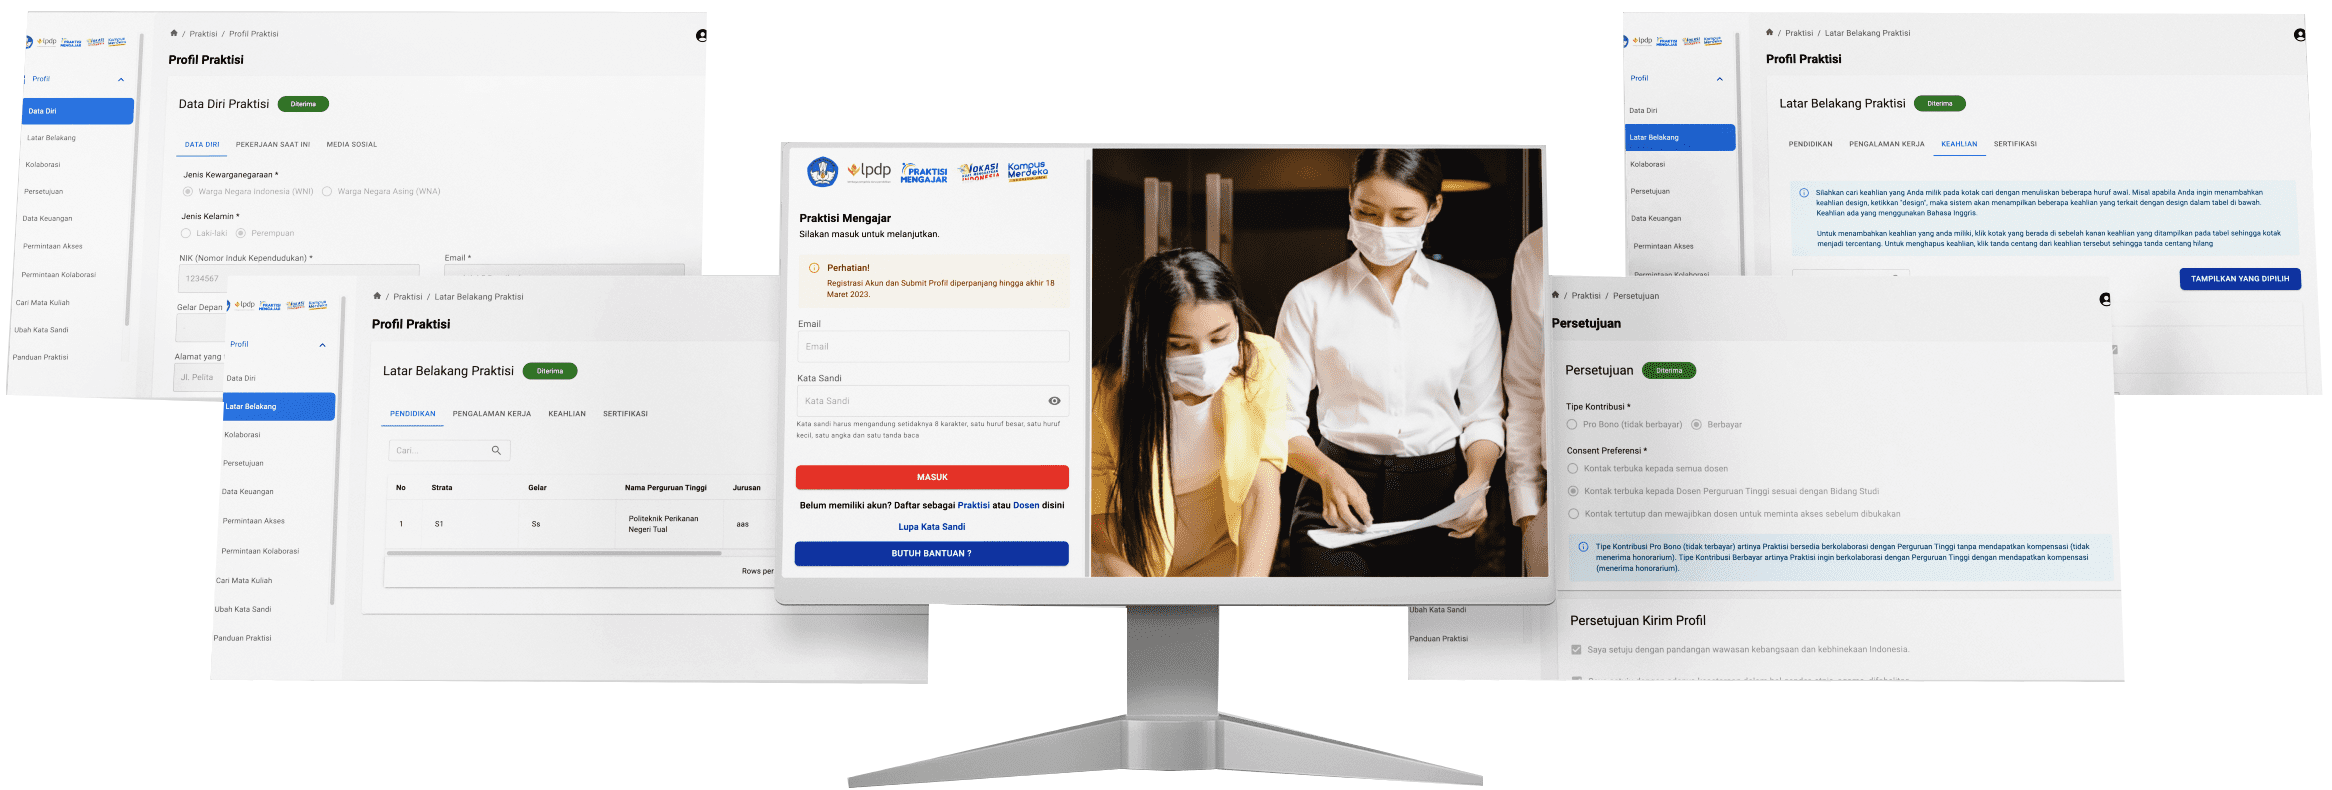 lpdp
PRAKTISI MENGAJAR
VOKASI
Kampus Merdeka
Profil
Data Diri
Latar Belakang
Kolaborasi
Persetujuan
Data Keuangan
Permintaan Akses
Permintaan Kolaborasi
Cari Mata Kuliah
Ubah Kata Sandi
Panduan Praktisi
/ Praktisi / Profil Praktisi
Profil Praktisi
Data Diri Praktisi Diterima
DATA DIRI PEKERJAAN SAAT INI MEDIA SOSIAL
Jenis Kewarganegaraan *
Warga Negara Indonesia (WNI) Warga Negara Asing (WNA)
Jenis Kelamin *
Laki-laki Perempuan
NIK (Nomor Induk Kependudukan) * Email *
1234567
Gelar Depan
Alamat yang
Jl. Pelita
lpdp
PRAKTISI MENGAJAR
VOKASI
Kampus Merdeka
Profil
Data Diri
Latar Belakang
Kolaborasi
Persetujuan
Data Keuangan
Permintaan Akses
Permintaan Kolaborasi
Cari Mata Kuliah
Ubah Kata Sandi
Panduan Praktisi
/ Praktisi / Latar Belakang Praktisi
Profil Praktisi
Latar Belakang Praktisi Diterima
PENDIDIKAN PENGALAMAN KERJA KEAHLIAN SERTIFIKASI
Cari...
No Strata Gelar Nama Perguruan Tinggi Jurusan
1 S1 Ss Politeknik Perikanan Negeri Tual aas
Rows per
lpdp
PRAKTISI MENGAJAR
VOKASI
INDONESIA
Kampus Merdeka
Praktisi Mengajar
Silakan masuk untuk melanjutkan.
Perhatian!
Registrasi Akun dan Submit Profil diperpanjang hingga akhir 18
Maret 2023.
Email
Email
Kata Sandi
Kata Sandi
Kata sandi harus mengandung setidaknya 8 karakter, satu huruf besar, satu huruf
kecil, satu angka dan satu tanda baca
MASUK
Belum memiliki akun? Daftar sebagai Praktisi atau Dosen disini
Lupa Kata Sandi
BUTUH BANTUAN ?
lpdp
PRAKTISI MENGAJAR
VOKASI
Kampus Merdeka
Profil
Data Diri
Latar Belakang
Kolaborasi
Persetujuan
Data Keuangan
Permintaan Akses
Permintaan Kolaborasi
/ Praktisi / Latar Belakang Praktisi
Profil Praktisi
Latar Belakang Praktisi Diterima
PENDIDIKAN PENGALAMAN KERJA KEAHLIAN SERTIFIKASI
Silahkan cari keahlian yang Anda milik pada kotak cari dengan menuliskan beberapa huruf awal. Misal apabila Anda ingin menambahkan
keahlian design, ketikkan "design", maka sistem akan menampilkan beberapa keahlian yang terkait dengan design dalam tabel di bawah.
Keahlian ada yang menggunakan Bahasa Inggris.
Untuk menambahkan keahlian yang anda miliki, klik kotak yang berada di sebelah kanan keahlian yang ditampilkan pada tabel sehingga kotak
menjadi tercentang. Untuk menghapus keahlian, klik tanda centang dari keahlian tersebut sehingga tanda centang hilang
TAMPILKAN YANG DIPILIH
/ Praktisi / Persetujuan
Persetujuan
Persetujuan Diterima
Tipe Kontribusi *
Pro Bono (tidak berbayar) Berbayar
Consent Preferensi *
Kontak terbuka kepada semua dosen
Kontak terbuka kepada Dosen Perguruan Tinggi sesuai dengan Bidang Studi
Kontak tertutup dan mewajibkan dosen untuk meminta akses sebelum dibukakan
Tipe Kontribusi Pro Bono (tidak terbayar) artinya Praktisi bersedia berkolaborasi dengan Perguruan Tinggi tanpa mendapatkan kompensasi (tidak
menerima honorarium). Tipe Kontribusi Berbayar artinya Praktisi ingin berkolaborasi dengan Perguruan Tinggi dengan mendapatkan kompensasi
(menerima honorarium).
Ubah Kata Sandi
Panduan Praktisi
Persetujuan Kirim Profil
Saya setuju dengan pandangan wawasan kebangsaan dan kebhinekaan Indonesia.